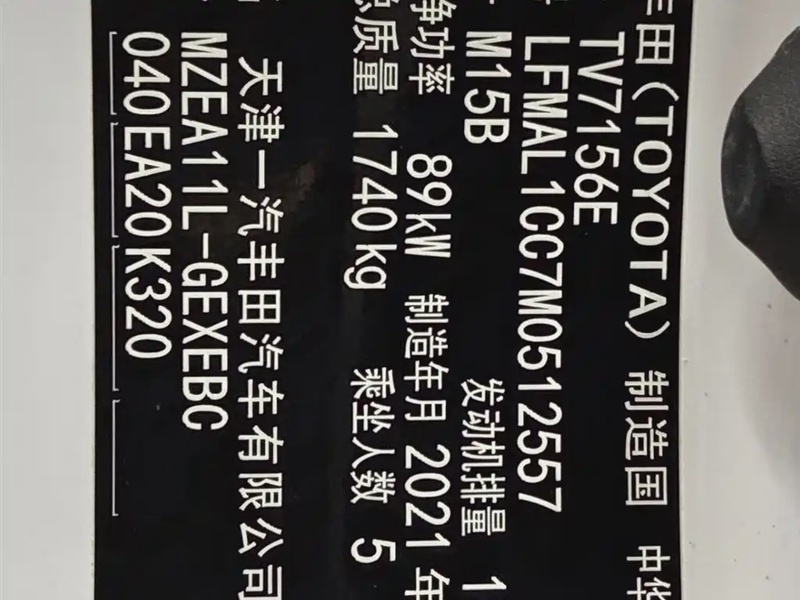 丰田(TOYOTA) 制造国 中华
TV7156E
LFMAL1CC7M0512557
M15B 发动机排量 1
净功率 89kW 制造年月 2021 年
总质量 1740kg 乘坐人数 5
天津一汽丰田汽车有限公司
MZEA11L-GEXEBC
040 EA20 K320